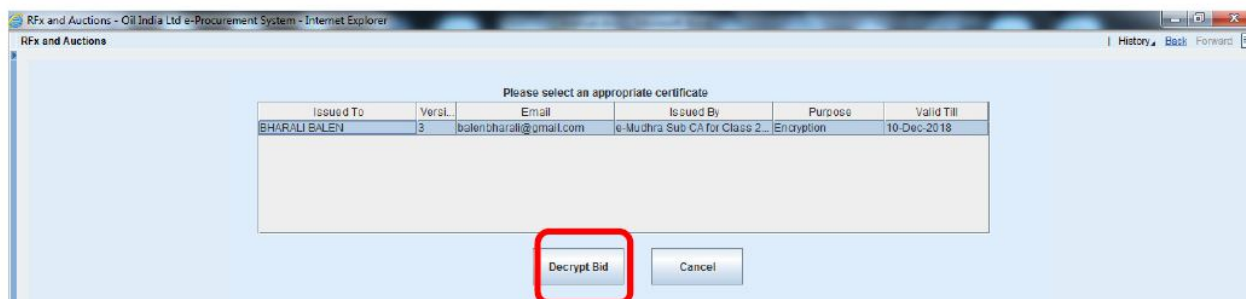 RFx and Auctions - Oil India Ltd e-Procurement System - Internet Explorer
RFx and Auctions | History Back Forward
Please select an appropriate certificate
Issued To Versi... Email Issued By Purpose Valid Till
BHARALI BALEN 3 balenbharali@gmail.com e-Mudhra Sub CA for Class 2... Encryption 10-Dec-2018
Decrypt Bid Cancel